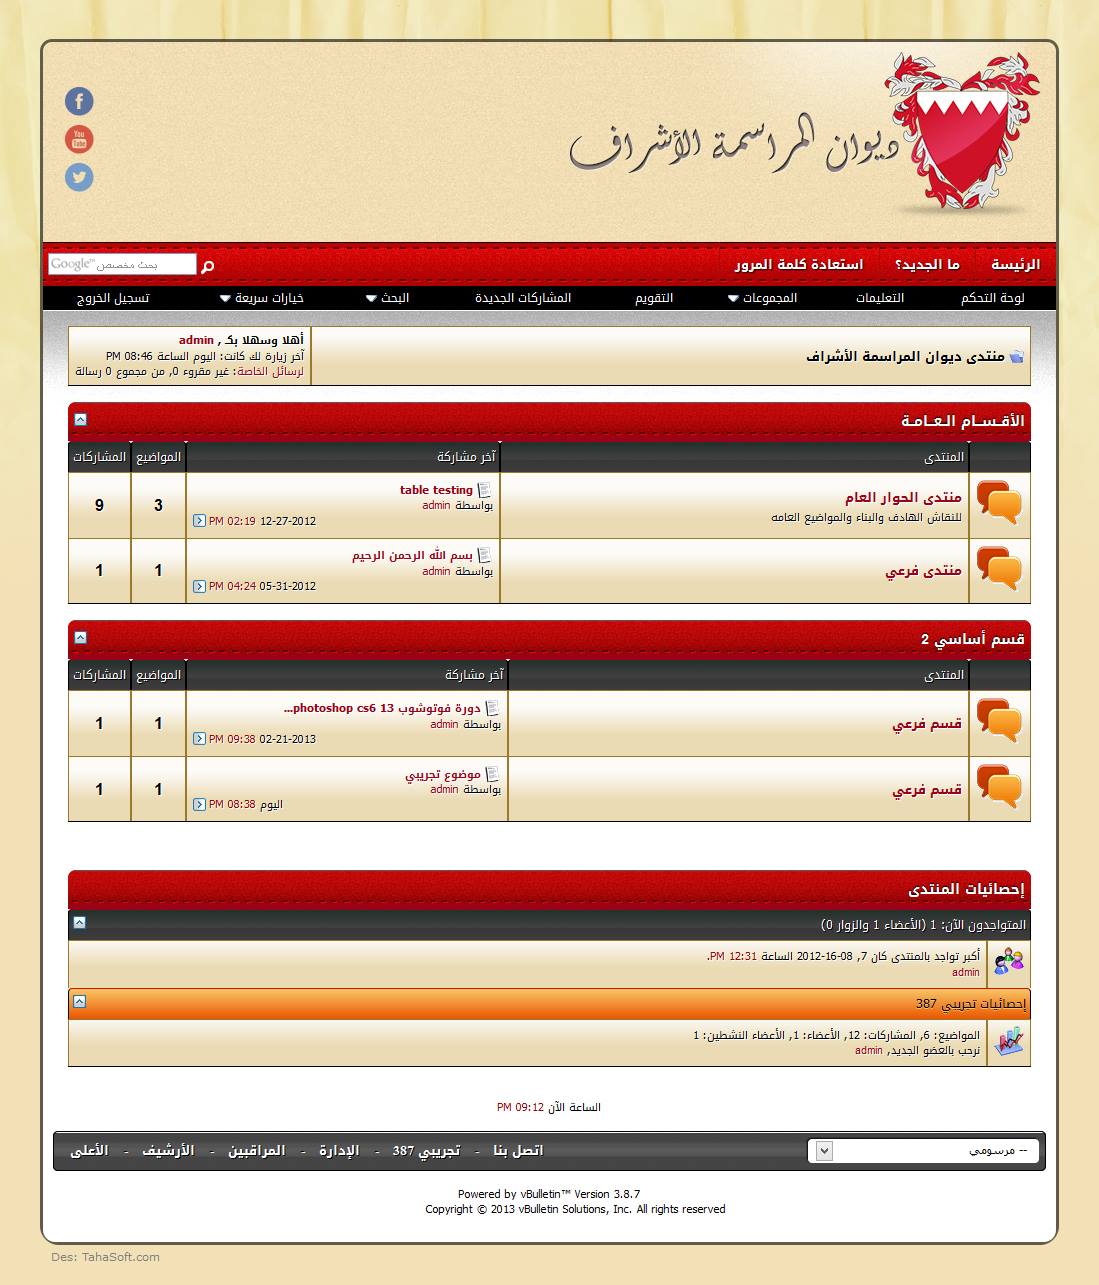 ديوان المراسمة الأشراف
f
You Tube
الرئيسة
ما الجديد؟
استعادة كلمة المرور
Google™ بحث مخصص
لوحة التحكم
التعليمات
المجموعات
التقويم
المشاركات الجديدة
البحث
خيارات سريعة
تسجيل الخروج
منتدى ديوان المراسمة الأشراف
أهلا وسهلا بكـ , admin
آخر زيارة لك كانت: اليوم الساعة 08:46 PM
لرسائل الخاصة: غير مقروء 0, من مجموع 0 رسالة
الأقـســام الـعــامـة
المنتدى آخر مشاركة المواضيع المشاركات
منتدى الحوار العام
للنقاش الهادف والبناء والمواضيع العامه
table testing
بواسطة admin
12-27-2012 02:19 PM
3
9
منتدى فرعي
بسم الله الرحمن الرحيم
بواسطة admin
05-31-2012 04:24 PM
1
1
قسم أساسي 2
المنتدى آخر مشاركة المواضيع المشاركات
قسم فرعي
دورة فوتوشوب 13 photoshop cs6...
بواسطة admin
02-21-2013 09:38 PM
1
1
قسم فرعي
موضوع تجريبي
بواسطة admin
اليوم 08:38 PM
1
1
إحصائيات المنتدى
المتواجدون الآن: 1 (الأعضاء 1 والزوار 0)
أكبر تواجد بالمنتدى كان 7, 08-16-2012 الساعة 12:31 PM.
admin
إحصائيات تجريبي 387
المواضيع: 6, المشاركات: 12, الأعضاء: 1, الأعضاء النشطين: 1
نرحب بالعضو الجديد, admin
الساعة الآن 09:12 PM
-- مرسومي
اتصل بنا - تجريبي 387 - الإدارة - المراقبين - الأرشيف - الأعلى
Powered by vBulletin™ Version 3.8.7
Copyright © 2013 vBulletin Solutions, Inc. All rights reserved
Des: TahaSoft.com